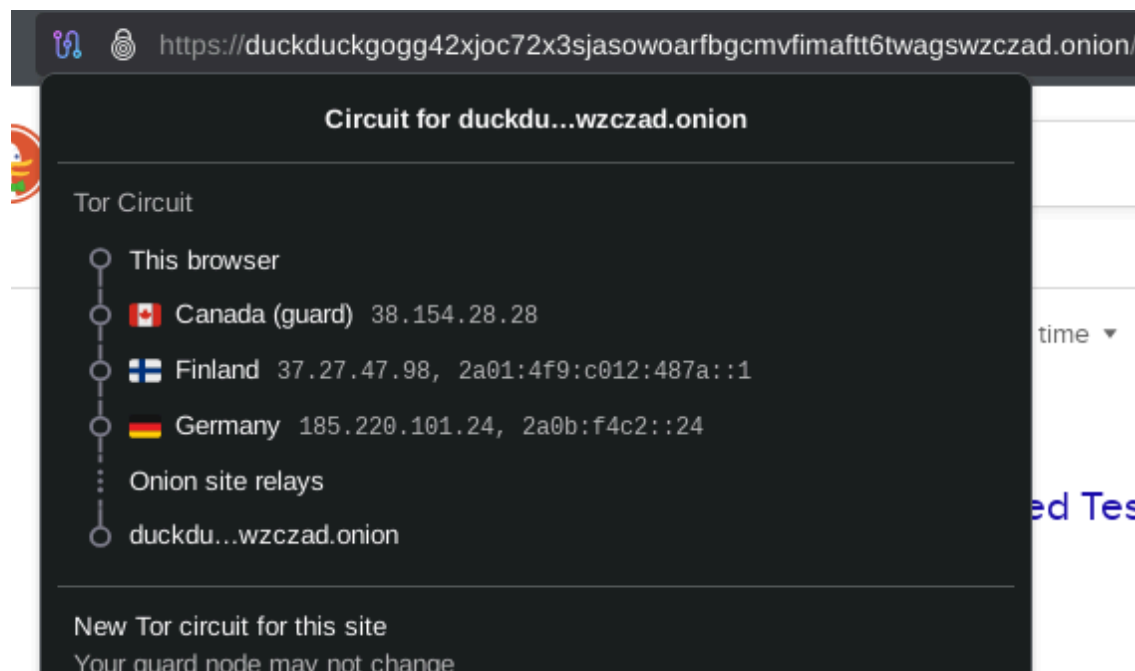 https://duckduckgogg42xjoc72x3sjasowoarfbgcmvfimaftt6twagswzczad.onion/
Circuit for duckdu...wzczad.onion
Tor Circuit
This browser
Canada (guard) 38.154.28.28
time
Finland 37.27.47.98, 2a01:4f9:c012:487a::1
Germany 185.220.101.24, 2a0b:f4c2::24
Onion site relays
ed Tes
duckdu...wzczad.onion
New Tor circuit for this site
Your guard node may not change